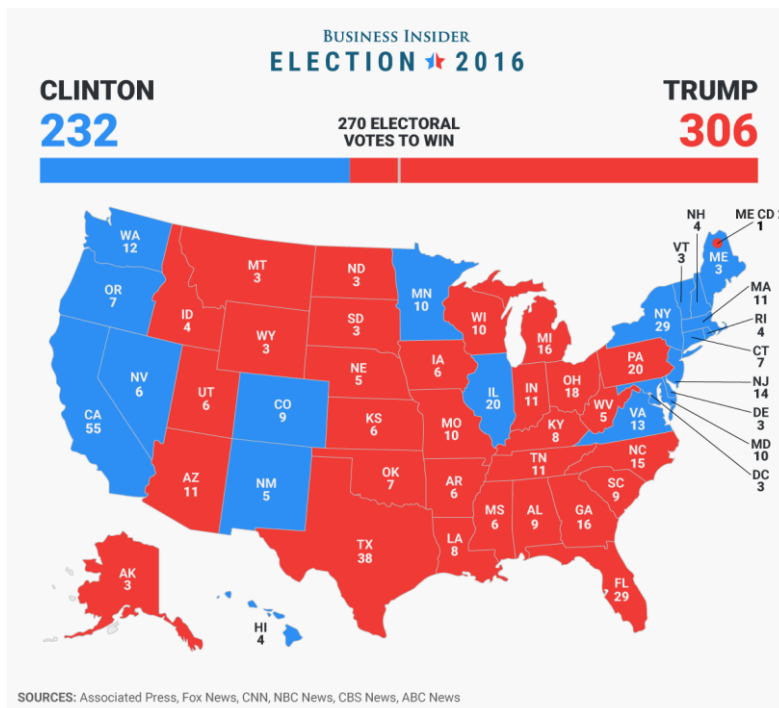 BUSINESS INSIDER
ELECTION 2016
CLINTON
TRUMP
232
270 ELECTORAL
VOTES TO WIN
306
NH
4
ME CD 2
1
VT
3
WA
12
ME
3
MT
3
ND
3
MN
10
OR
7
MA
11
ID
4
SD
3
WI
10
NY
29
RI
4
WY
3
MI
16
CT
7
PA
20
IA
6
NE
5
NJ
14
NV
6
UT
6
CO
9
IL
20
IN
11
OH
18
DE
3
CA
55
KS
6
MO
10
WV
5
VA
13
MD
10
KY
8
NC
15
DC
3
AZ
11
NM
5
OK
7
AR
6
TN
11
SC
9
MS
6
AL
9
GA
16
TX
38
LA
8
AK
3
FL
29
HI
4
SOURCES: Associated Press, Fox News, CNN, NBC News, CBS News, ABC News